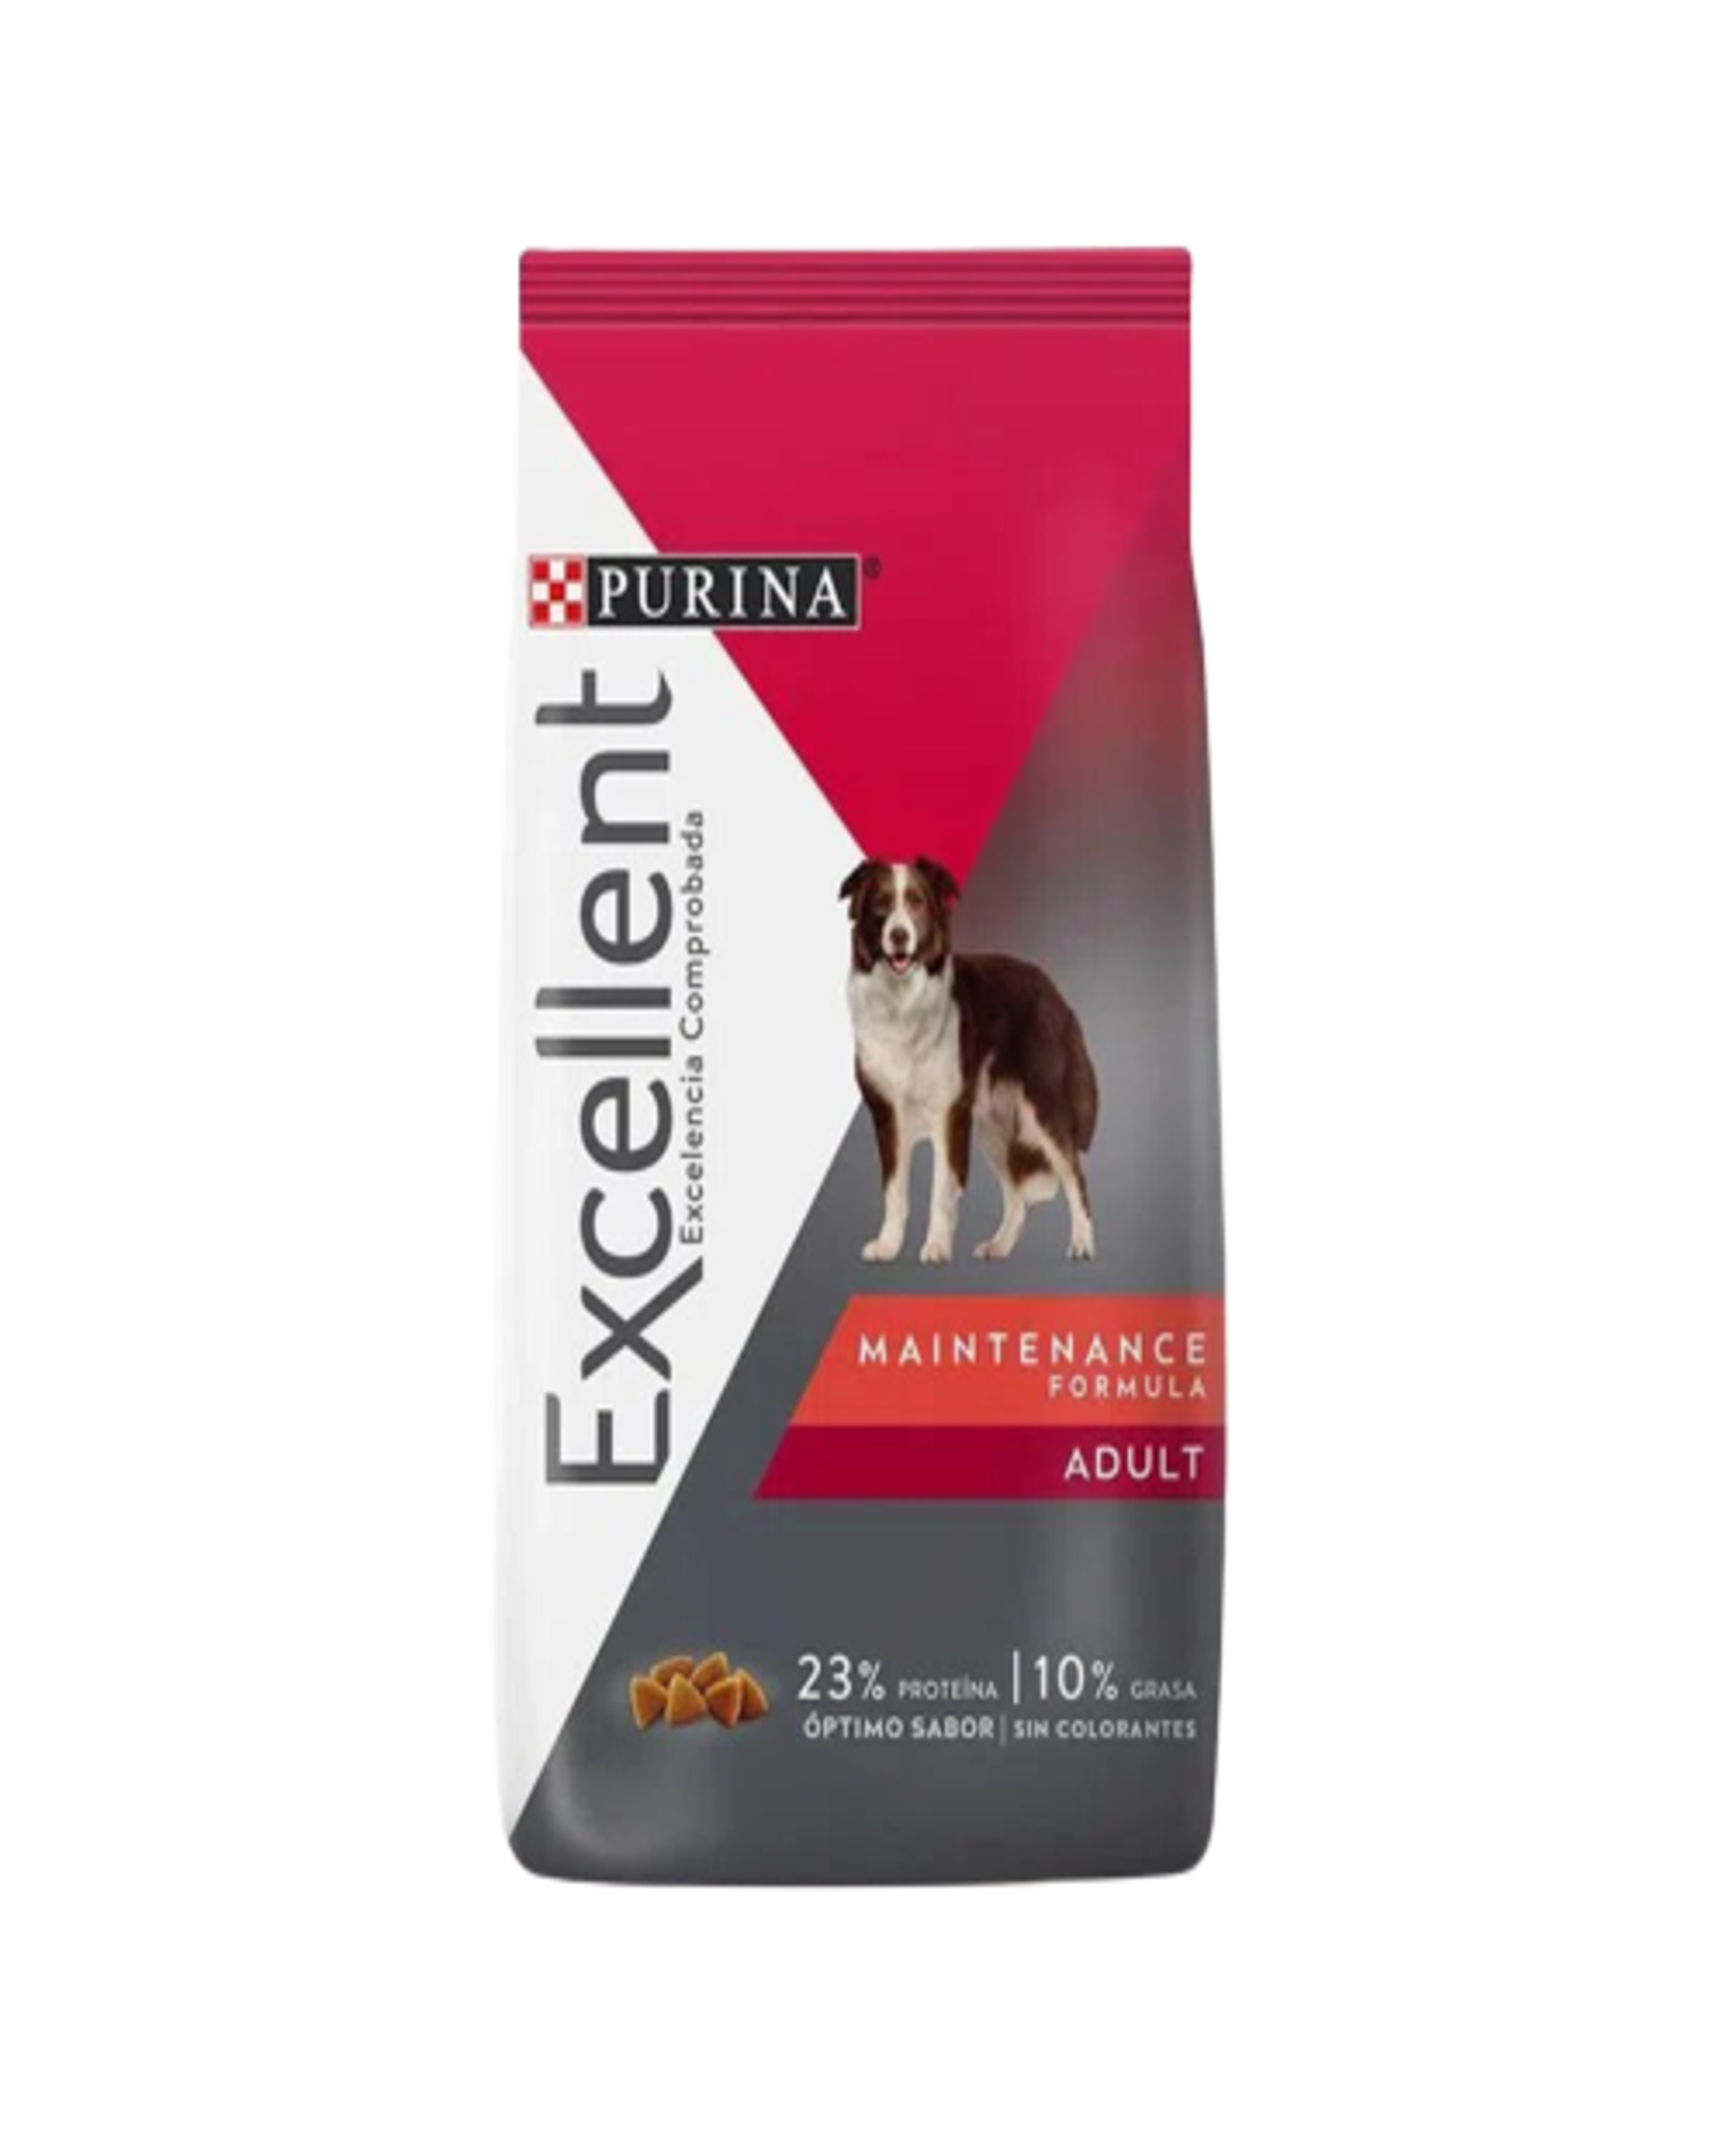 PURINA®
Excellent
Excelencia Comprobada
MAINTENANCE
FORMULA
ADULT
23% PROTEÍNA | 10% GRASA
ÓPTIMO SABOR | SIN COLORANTES